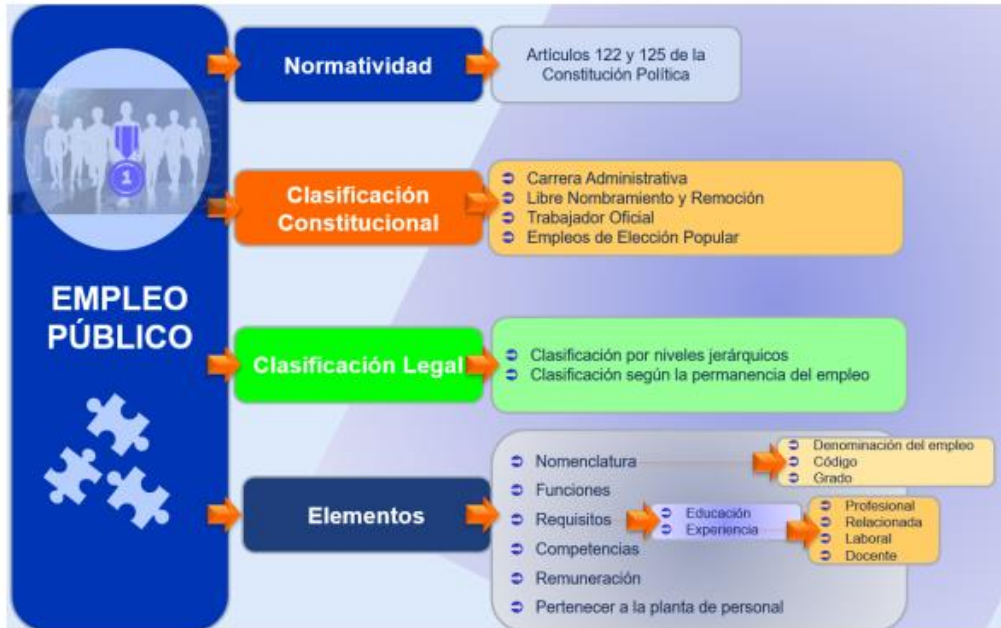 EMPLEO
PÚBLICO
Normatividad
Artículos 122 y 125 de la
Constitución Política
Clasificación
Constitucional
Carrera Administrativa
Libre Nombramiento y Remoción
Trabajador Oficial
Empleos de Elección Popular
Clasificación Legal
Clasificación por niveles jerárquicos
Clasificación según la permanencia del empleo
Elementos
Nomenclatura
Denominación del empleo
Código
Grado
Funciones
Requisitos
Educación
Experiencia
Profesional
Relacionada
Laboral
Docente
Competencias
Remuneración
Pertenecer a la planta de personal
1